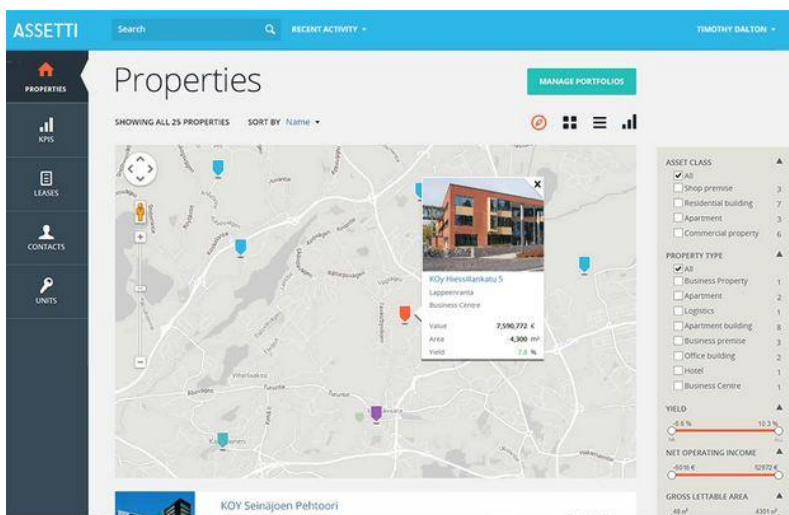 ASSETTI
Search
RECENT ACTIVITY
TIMOTHY DALTON
PROPERTIES
KPIS
LEASES
CONTACTS
UNITS
Properties
MANAGE PORTFOLIOS
SHOWING ALL 25 PROPERTIES SORT BY Name
KOy Hiessillankatu 5
Lappeenranta
Business Centre
Value 7,590,772 €
Area 4,300 m²
Yield 7.8 %
ASSET CLASS
All
Shop premise 3
Residential building 7
Apartment 3
Commercial property 6
PROPERTY TYPE
All
Business Property 1
Apartment 2
Logistics 1
Apartment building 8
Business premise 3
Office building 2
Hotel 1
Business Centre 1
YIELD
-6.6 % 10.3 %
NET OPERATING INCOME
-6016 € 52972 €
GROSS LETTABLE AREA
48 m² 4301 m²
KOY Seinäjoen Pehtoori